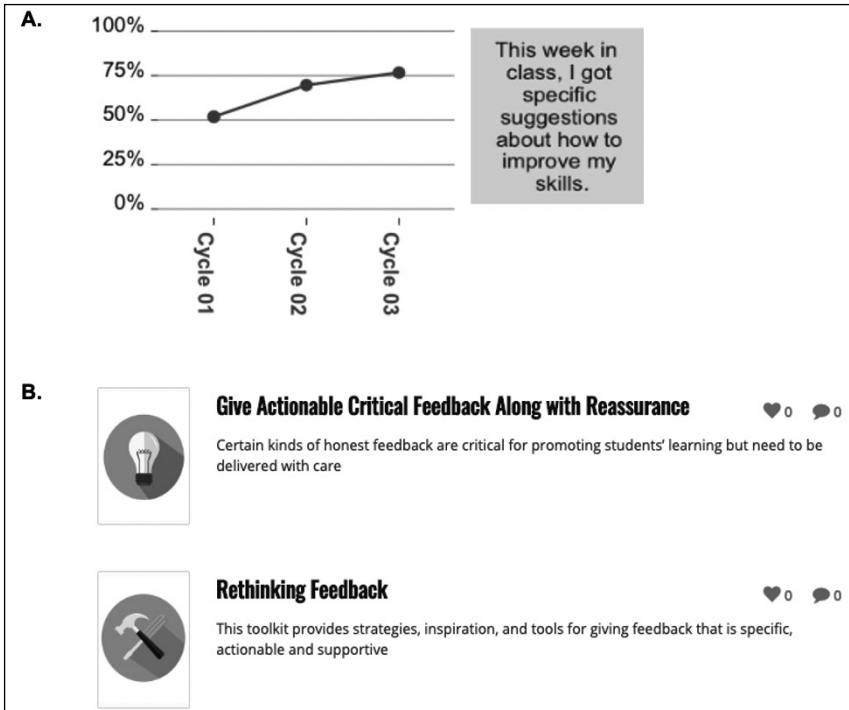 A.
100%
75%
50%
25%
0%
Cycle 01
Cycle 02
Cycle 03
This week in
class, I got
specific
suggestions
about how to
improve my
skills.
B.
Give Actionable Critical Feedback Along with Reassurance
0 0
Certain kinds of honest feedback are critical for promoting students' learning but need to be
delivered with care
Rethinking Feedback
0 0
This toolkit provides strategies, inspiration, and tools for giving feedback that is specific,
actionable and supportive